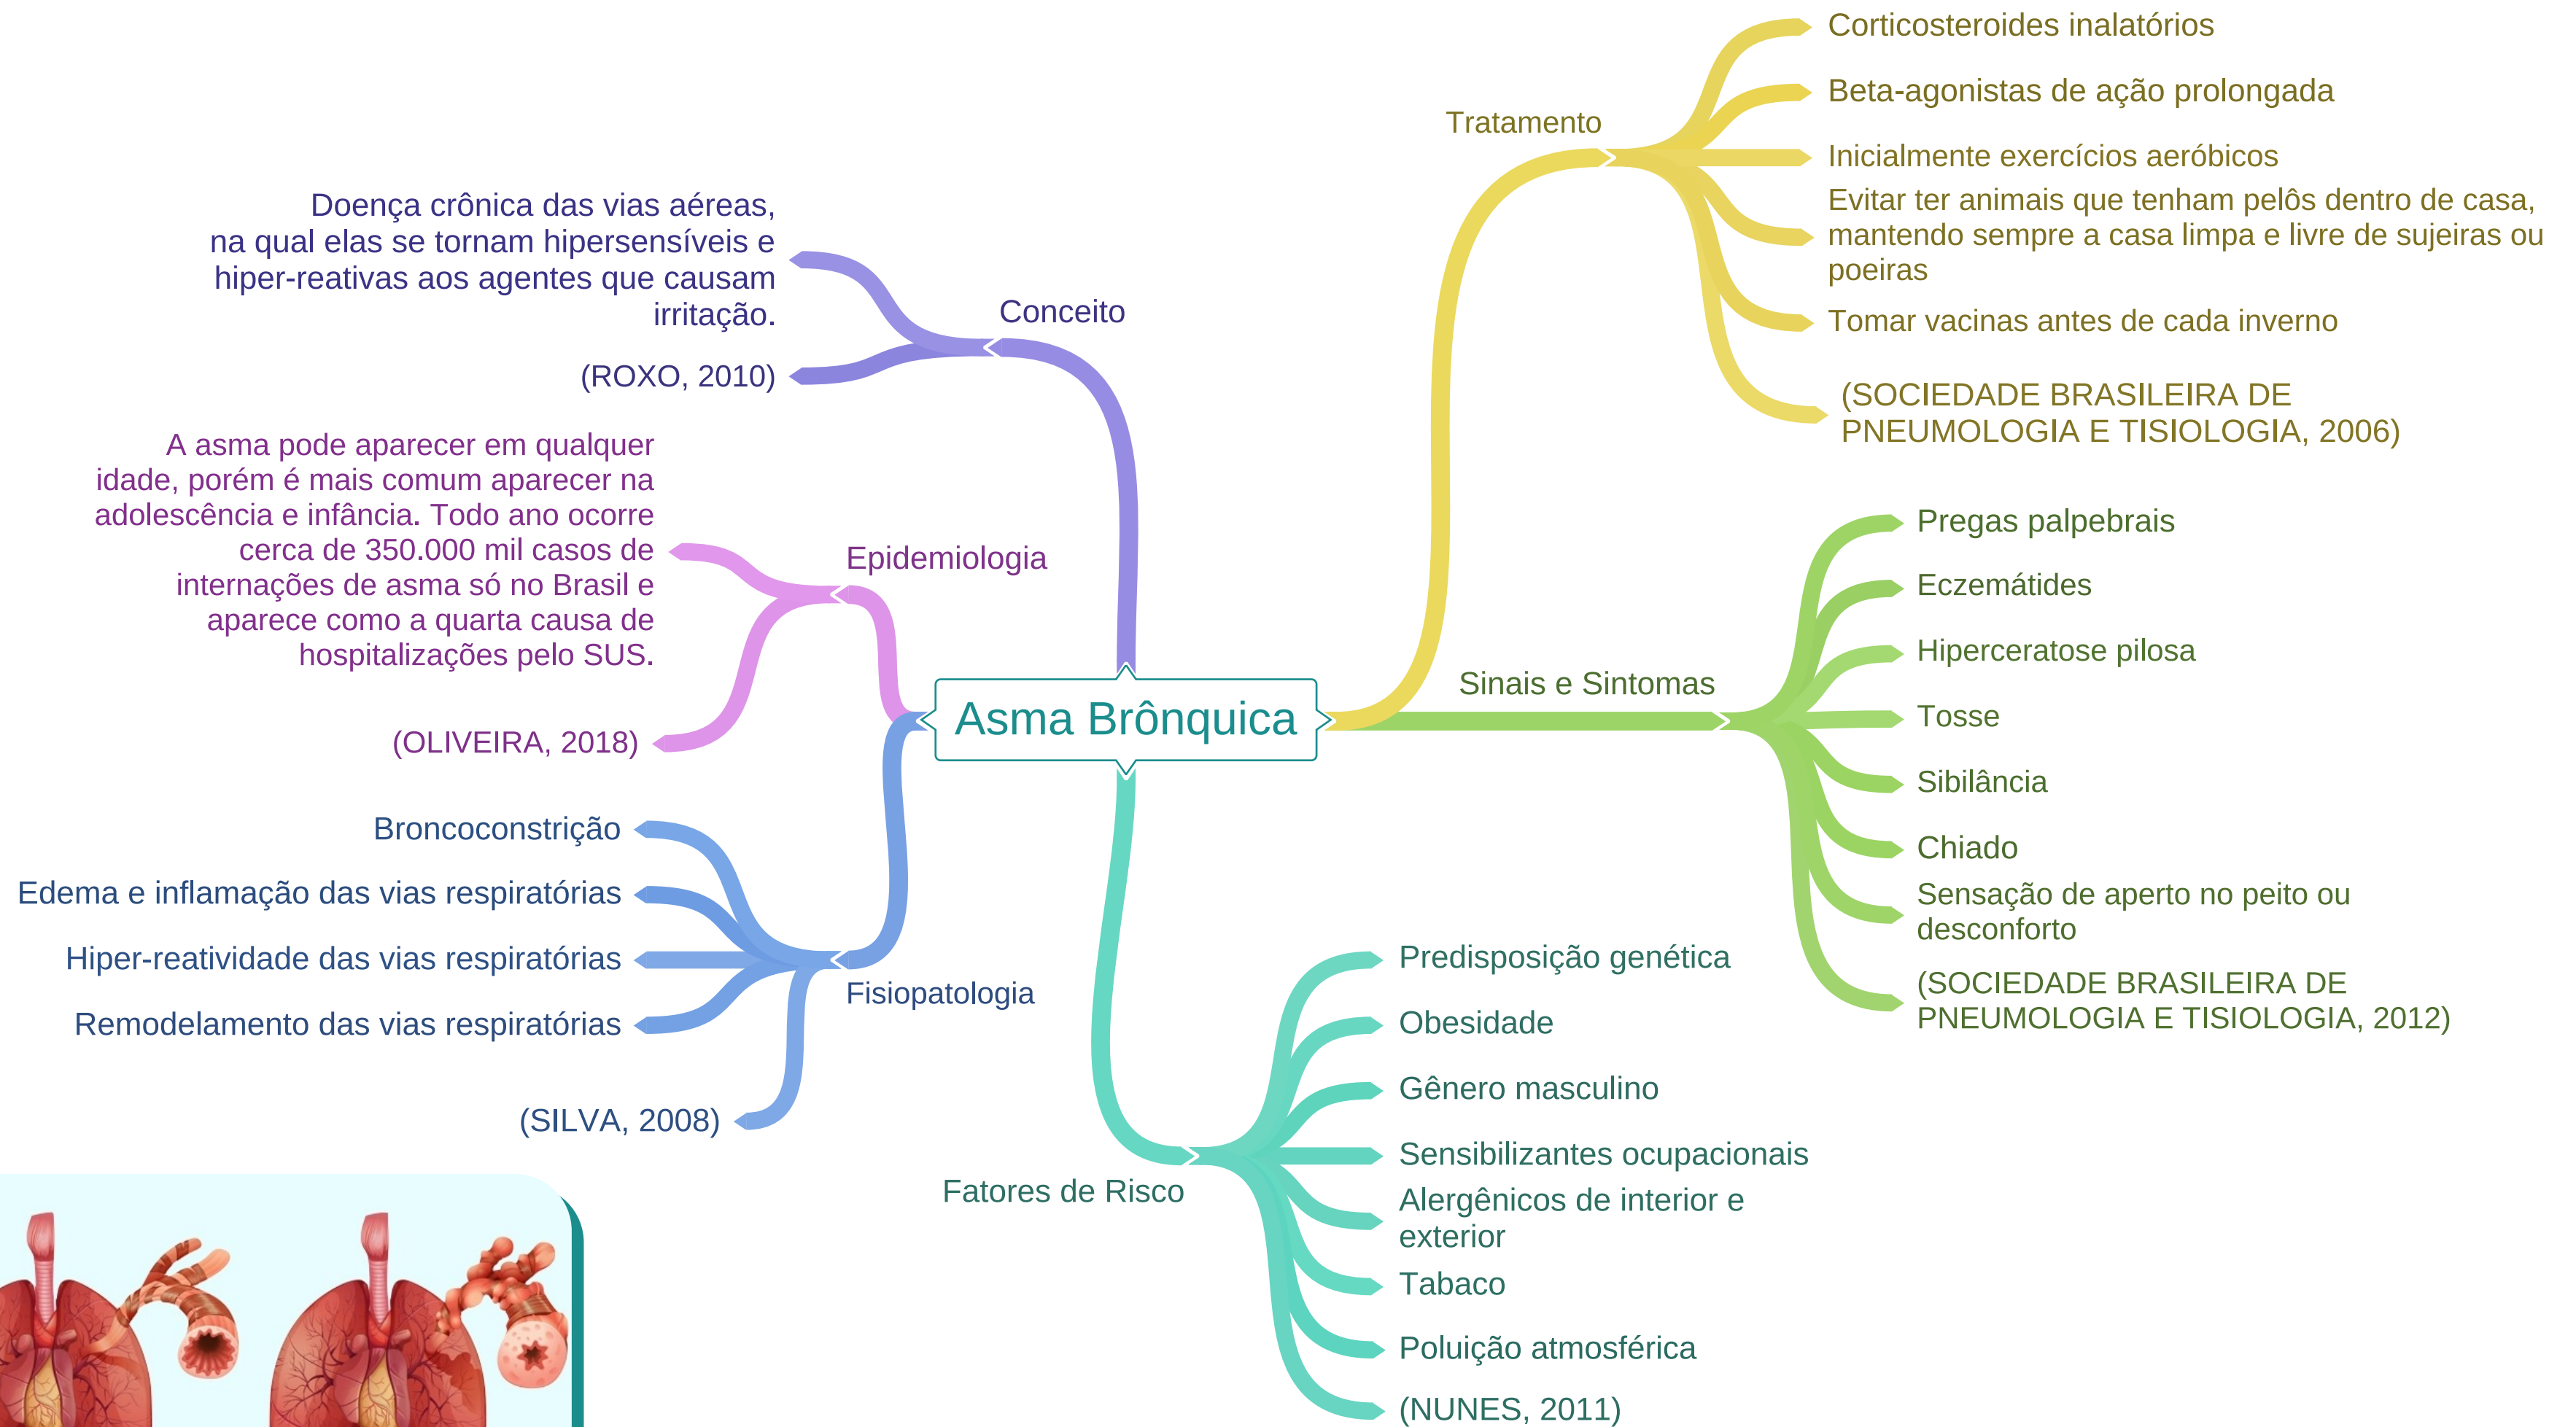 Asma Brônquica
Conceito
Doença crônica das vias aéreas,
na qual elas se tornam hipersensíveis e
hiper-reativas aos agentes que causam
irritação.
(ROXO, 2010)
Epidemiologia
A asma pode aparecer em qualquer
idade, porém é mais comum aparecer na
adolescência e infância. Todo ano ocorre
cerca de 350.000 mil casos de
internações de asma só no Brasil e
aparece como a quarta causa de
hospitalizações pelo SUS.
(OLIVEIRA, 2018)
Fisiopatologia
Broncoconstrição
Edema e inflamação das vias respiratórias
Hiper-reatividade das vias respiratórias
Remodelamento das vias respiratórias
(SILVA, 2008)
Tratamento
Corticosteroides inalatórios
Beta-agonistas de ação prolongada
Inicialmente exercícios aeróbicos
Evitar ter animais que tenham pelôs dentro de casa,
mantendo sempre a casa limpa e livre de sujeiras ou
poeiras
Tomar vacinas antes de cada inverno
(SOCIEDADE BRASILEIRA DE
PNEUMOLOGIA E TISIOLOGIA, 2006)
Sinais e Sintomas
Pregas palpebrais
Eczemátides
Hiperceratose pilosa
Tosse
Sibilância
Chiado
Sensação de aperto no peito ou
desconforto
(SOCIEDADE BRASILEIRA DE
PNEUMOLOGIA E TISIOLOGIA, 2012)
Fatores de Risco
Predisposição genética
Obesidade
Gênero masculino
Sensibilizantes ocupacionais
Alergênicos de interior e
exterior
Tabaco
Poluição atmosférica
(NUNES, 2011)